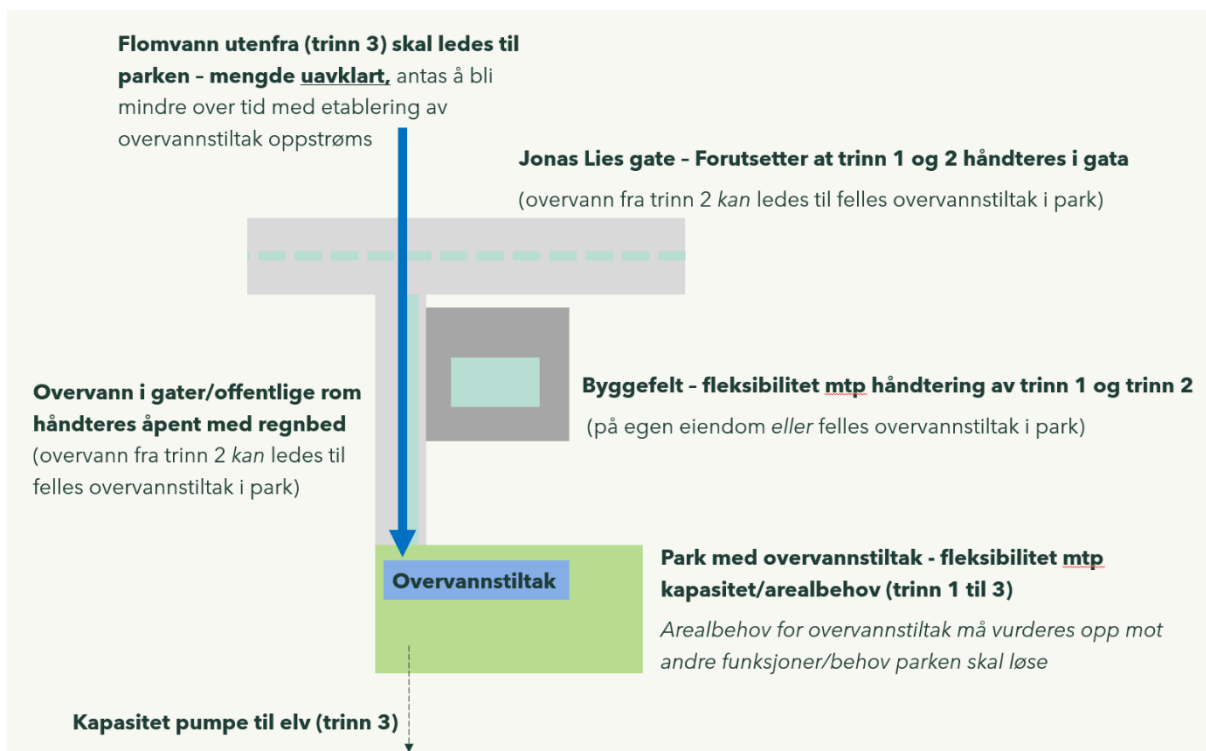 Flomvann utenfra (trinn 3) skal ledes til
parken – mengde uavklart, antas å bli
mindre over tid med etablering av
overvannstiltak oppstrøms
Jonas Lies gate – Forutsetter at trinn 1 og 2 håndteres i gata
(overvann fra trinn 2 kan ledes til felles overvannstiltak i park)
Overvann i gater/offentlige rom
håndteres åpent med regnbed
(overvann fra trinn 2 kan ledes til
felles overvannstiltak i park)
Byggefelt – fleksibilitet mtp håndtering av trinn 1 og trinn 2
(på egen eiendom eller felles overvannstiltak i park)
Overvannstiltak
Park med overvannstiltak - fleksibilitet mtp
kapasitet/arealbehov (trinn 1 til 3)
Arealbehov for overvannstiltak må vurderes opp mot
andre funksjoner/behov parken skal løse
Kapasitet pumpe til elv (trinn 3)